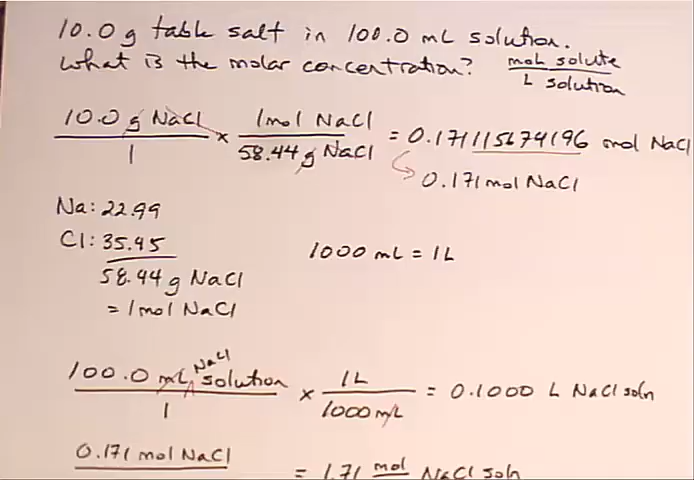 10.0 g table salt in 100.0 mL solution.
What is the molar concentration? mol solute / L solution
10.0 g NaCl / 1 × 1 mol NaCl / 58.44 g NaCl = 0.171115674196 mol NaCl
0.171 mol NaCl
Na: 22.99
Cl: 35.45
58.44 g NaCl
= 1 mol NaCl
1000 mL = 1L
100.0 mL NaCl solution / 1 × 1L / 1000 mL = 0.1000 L NaCl soln
0.171 mol NaCl
= 1.71 mol NaCl soln